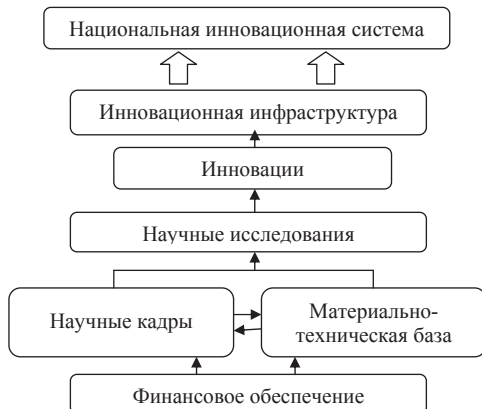 Национальная инновационная система
Инновационная инфраструктура
Инновации
Научные исследования
Научные кадры
Материально-
техническая база
Финансовое обеспечение